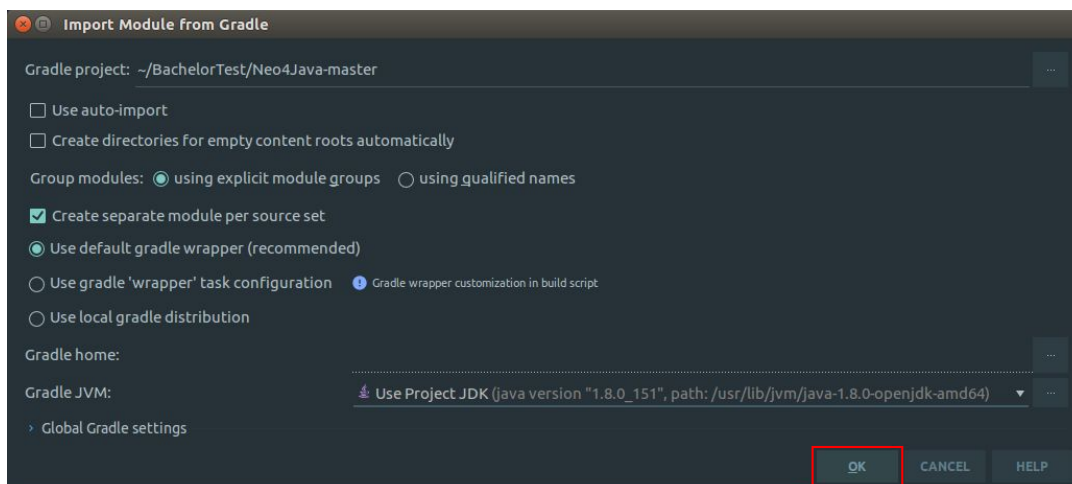 Import Module from Gradle
Gradle project: ~/BachelorTest/Neo4Java-master ...
Use auto-import
Create directories for empty content roots automatically
Group modules: using explicit module groups using qualified names
Create separate module per source set
Use default gradle wrapper (recommended)
Use gradle 'wrapper' task configuration Gradle wrapper customization in build script
Use local gradle distribution
Gradle home: ...
Gradle JVM: Use Project JDK (java version "1.8.0_151", path: /usr/lib/jvm/java-1.8.0-openjdk-amd64) ...
Global Gradle settings
OK CANCEL HELP